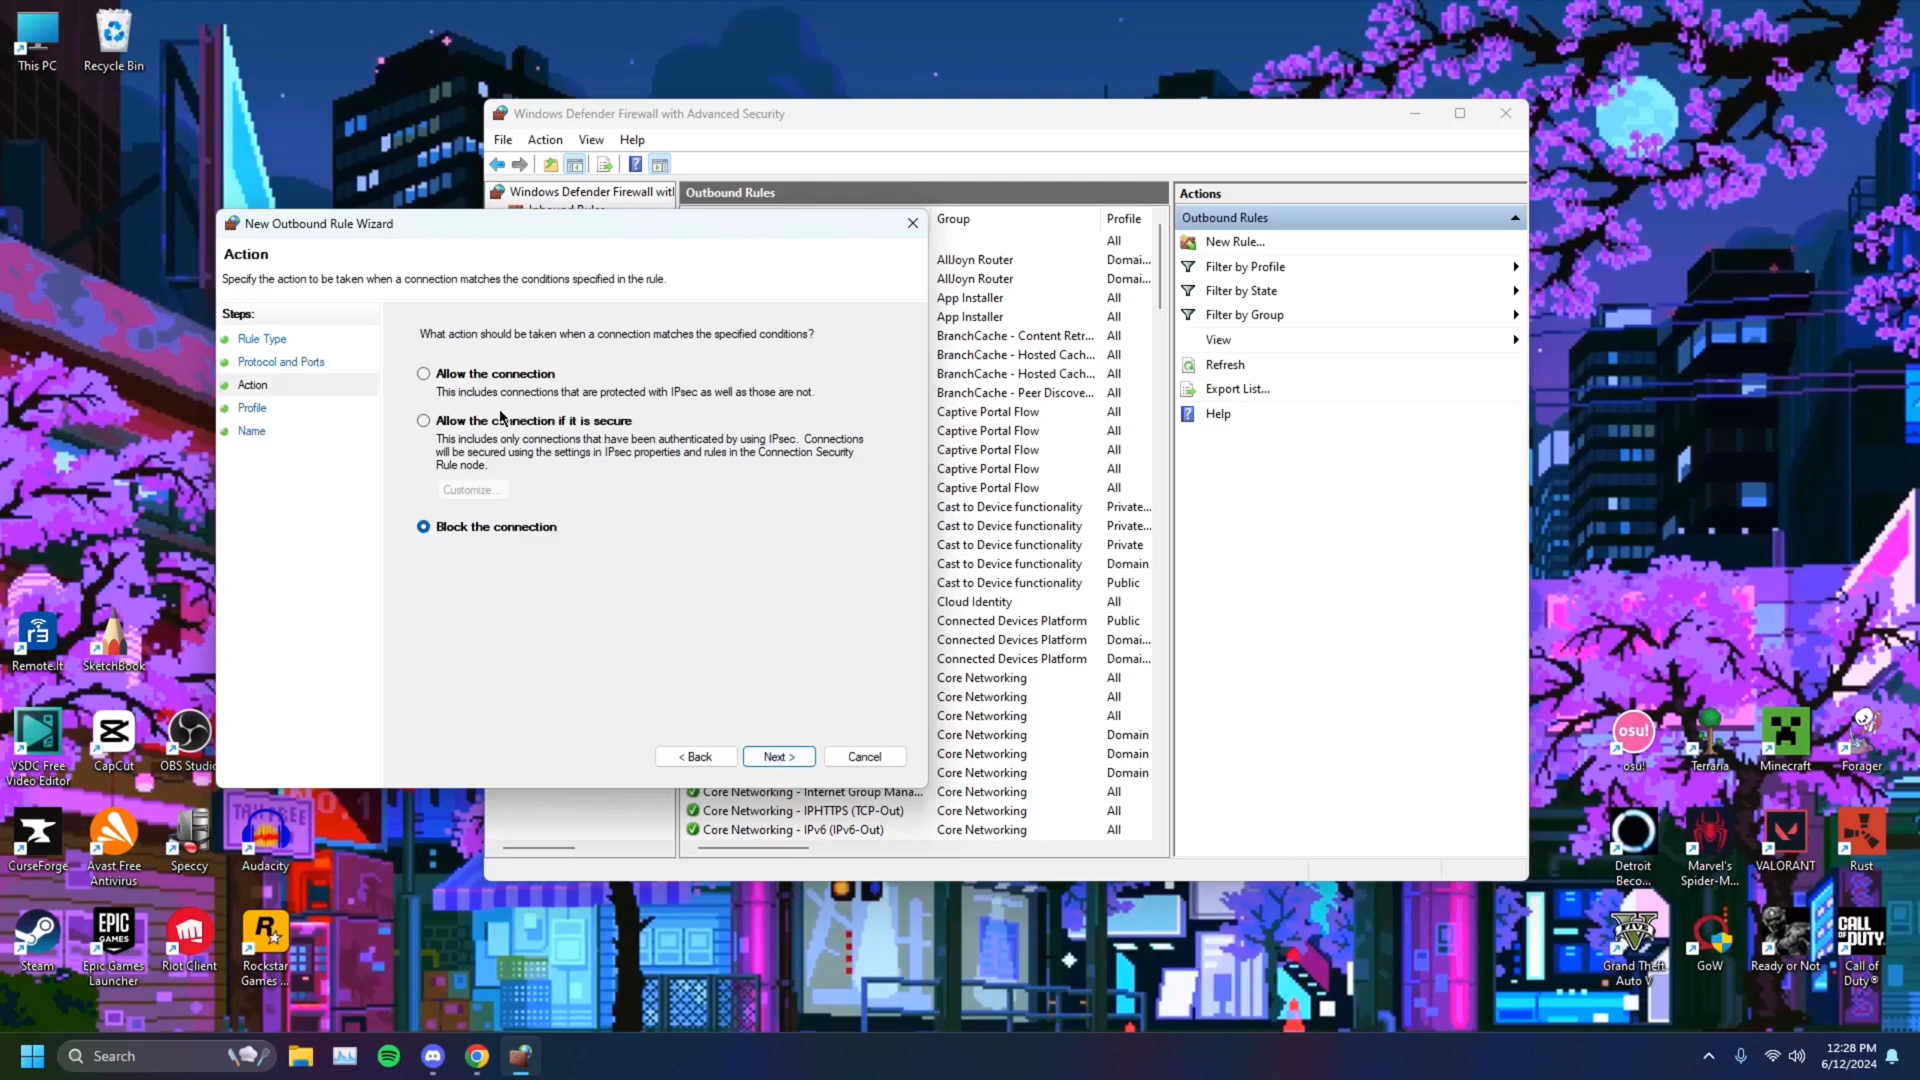 This PC
Recycle Bin
Windows Defender Firewall with Advanced Security
File Action View Help
Windows Defender Firewall witl
Outbound Rules
Actions
New Outbound Rule Wizard
Action
Specify the action to be taken when a connection matches the conditions specified in the rule.
Steps:
Rule Type
Protocol and Ports
Action
Profile
Name
What action should be taken when a connection matches the specified conditions?
Allow the connection
This includes connections that are protected with IPsec as well as those are not.
Allow the connection if it is secure
This includes only connections that have been authenticated by using IPsec. Connections
will be secured using the settings in IPsec properties and rules in the Connection Security
Rule node.
Customize...
Block the connection
< Back
Next >
Cancel
Group Profile
All
AllJoyn Router Domai...
AllJoyn Router Domai...
App Installer All
App Installer All
BranchCache - Content Retr... All
BranchCache - Hosted Cach... All
BranchCache - Hosted Cach... All
BranchCache - Peer Discove... All
Captive Portal Flow All
Captive Portal Flow All
Captive Portal Flow All
Captive Portal Flow All
Captive Portal Flow All
Cast to Device functionality Private...
Cast to Device functionality Private...
Cast to Device functionality Private
Cast to Device functionality Domain
Cast to Device functionality Public
Cloud Identity All
Connected Devices Platform Public
Connected Devices Platform Domai...
Connected Devices Platform Domai...
Core Networking All
Core Networking All
Core Networking All
Core Networking Domain
Core Networking Domain
Core Networking Domain
Core Networking - Internet Group Mana... Core Networking All
Core Networking - IPHTTPS (TCP-Out) Core Networking All
Core Networking - IPv6 (IPv6-Out) Core Networking All
Outbound Rules
New Rule...
Filter by Profile
Filter by State
Filter by Group
View
Refresh
Export List...
Help
Remote.It
SketchBook
VSDC Free
Video Editor
CapCut
OBS Studio
CurseForge
Avast Free
Antivirus
Speccy
Audacity
Steam
EPIC
GAMES
Epic Games
Launcher
Riot Client
Rockstar
Games ...
osu!
osu!
Terraria
Minecraft
Forager
Detroit
Beco...
Marvel's
Spider-M...
VALORANT
Rust
Grand Theft
Auto V
GoW
Ready or Not
CALL OF
DUTY
Call of
Duty®
Search
12:28 PM
6/12/2024